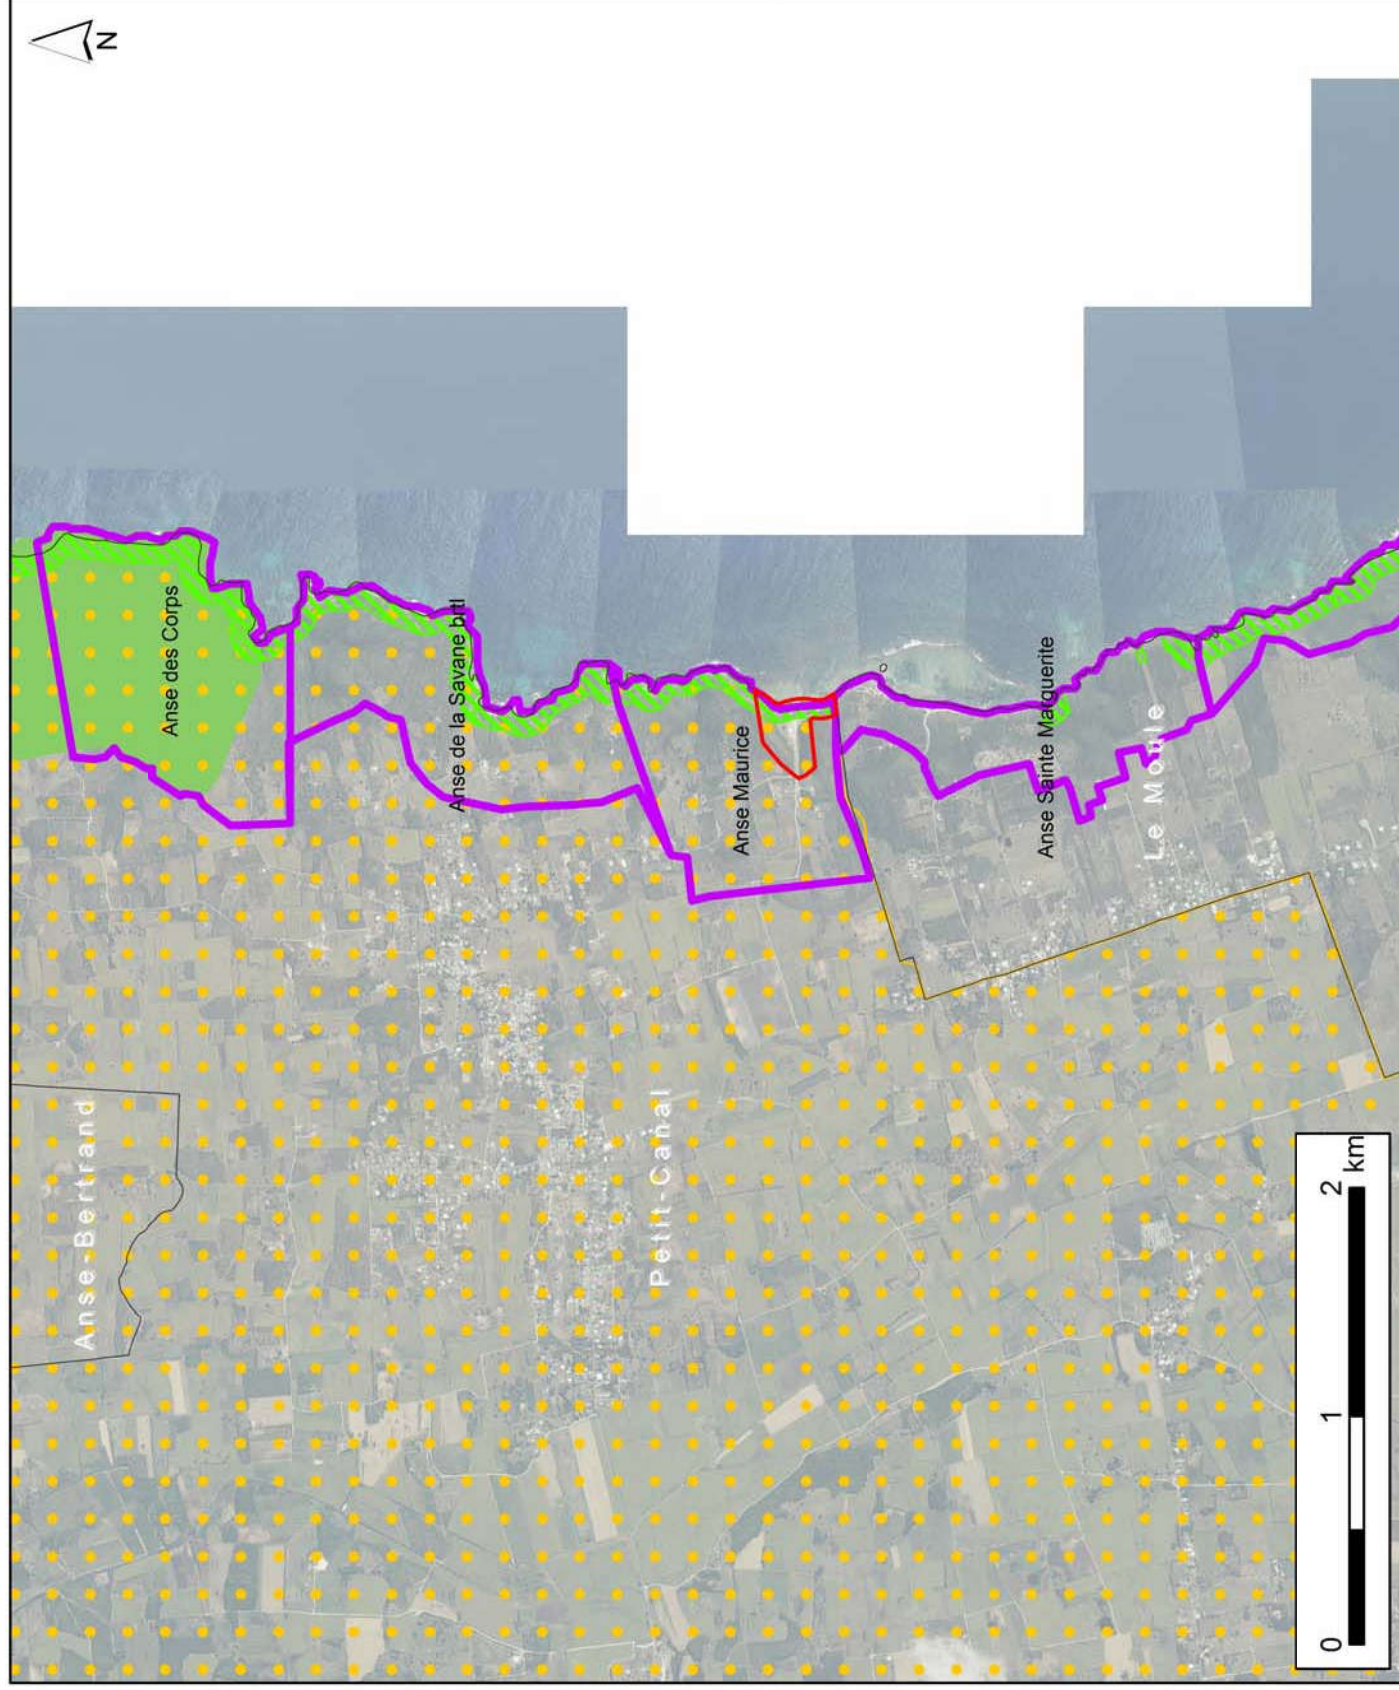 N
Anse des Corps
Anse de la Savane brtl
Anse-Bertrand
Anse Maurice
Petit-Canal
Anse Sainte Marguerite
Le Moule
0 1 2 km